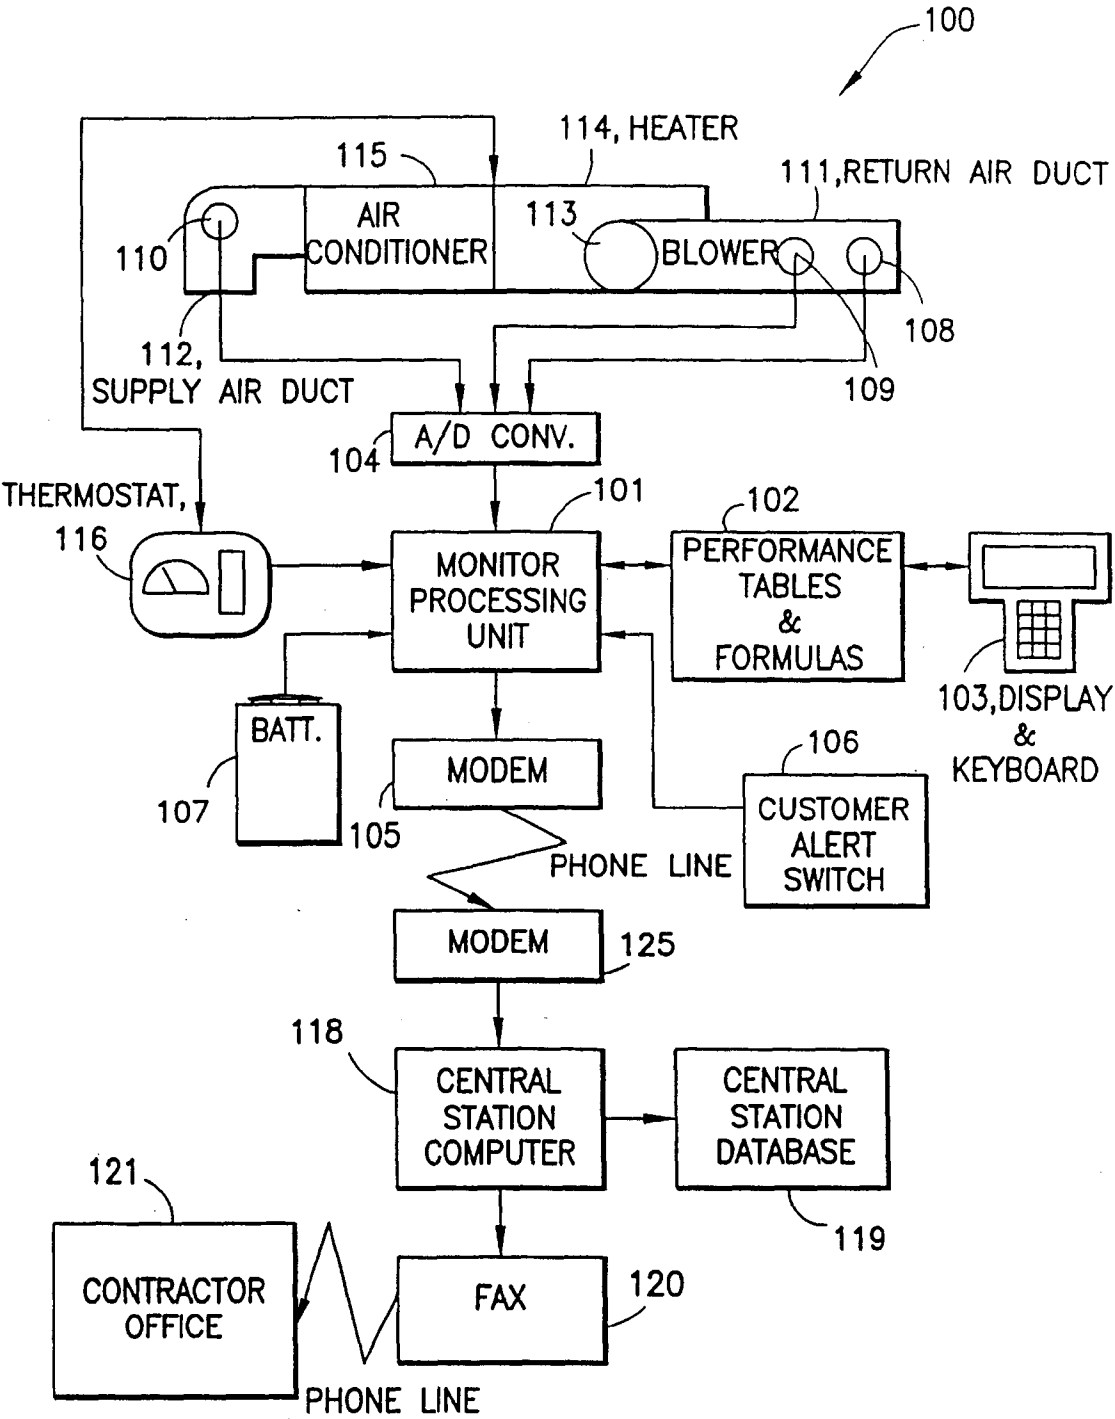 100
114, HEATER
115
111, RETURN AIR DUCT
113
AIR
CONDITIONER
BLOWER
110
108
112,
SUPPLY AIR DUCT
109
A/D CONV.
104
THERMOSTAT,
116
101
102
MONITOR
PROCESSING
UNIT
PERFORMANCE
TABLES
&
FORMULAS
103, DISPLAY
&
KEYBOARD
BATT.
107
MODEM
105
106
CUSTOMER
ALERT
SWITCH
PHONE LINE
MODEM
125
118
CENTRAL
STATION
COMPUTER
CENTRAL
STATION
DATABASE
119
121
CONTRACTOR
OFFICE
FAX
120
PHONE LINE